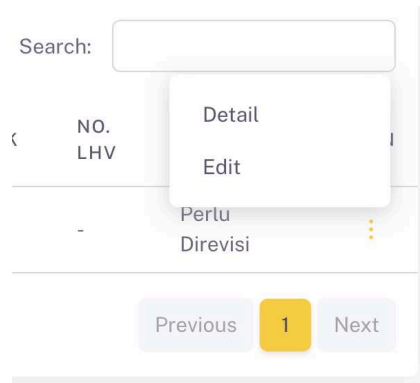 Search:
Detail
NO.
LHV
Edit
-
Perlu
Direvisi
Previous 1 Next